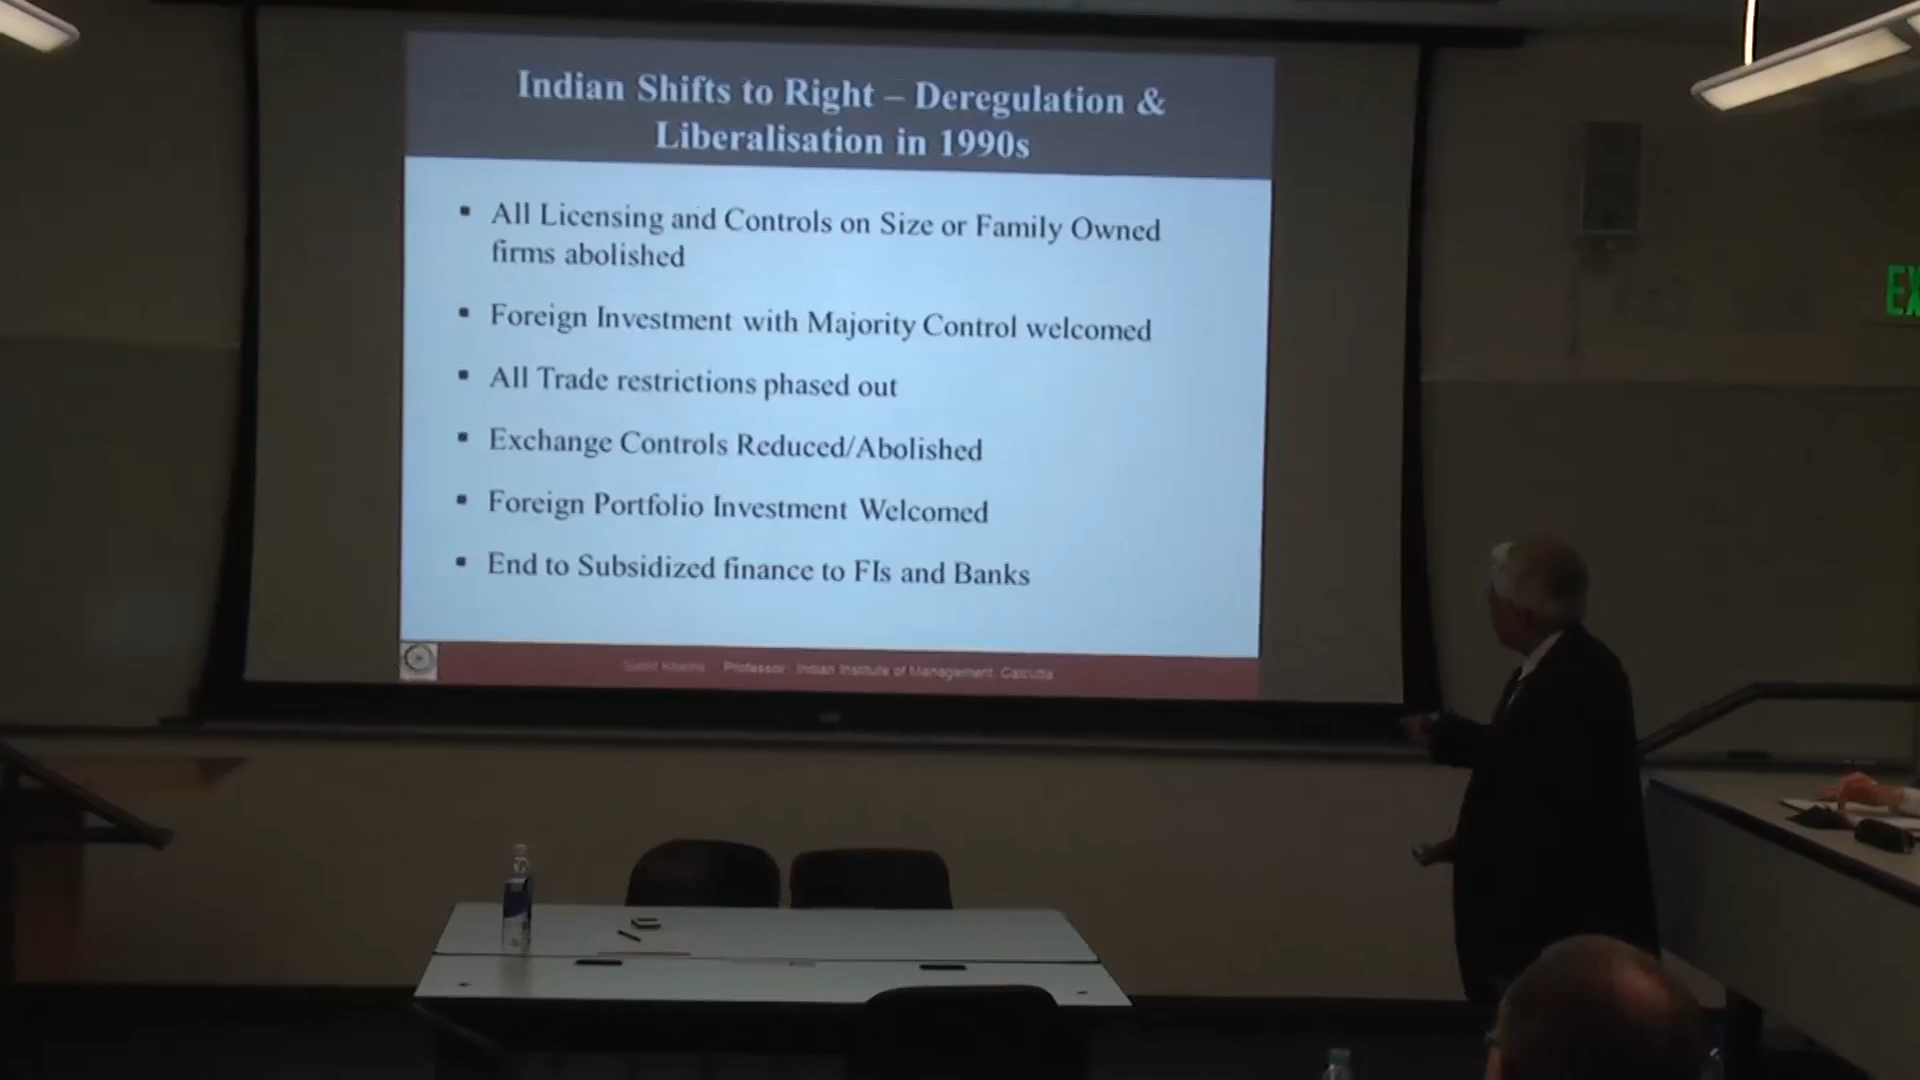 Indian Shifts to Right – Deregulation &
Liberalisation in 1990s
▪ All Licensing and Controls on Size or Family Owned
firms abolished
▪ Foreign Investment with Majority Control welcomed
▪ All Trade restrictions phased out
▪ Exchange Controls Reduced/Abolished
▪ Foreign Portfolio Investment Welcomed
▪ End to Subsidized finance to FIs and Banks
Professor, Indian Institute of Management, Calcutta
EX